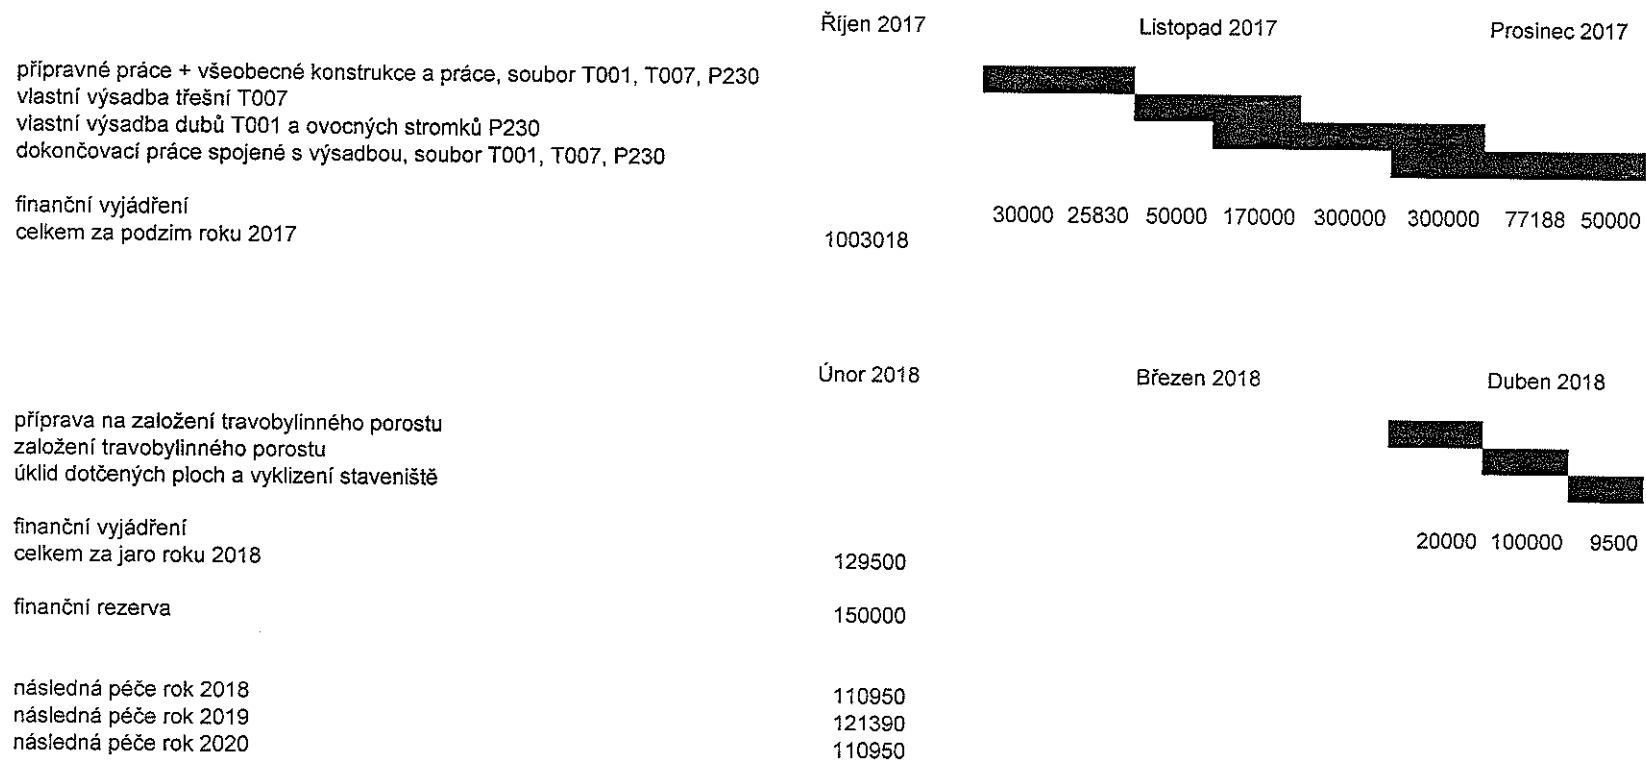 Říjen 2017 Listopad 2017 Prosinec 2017
přípravné práce + všeobecné konstrukce a práce, soubor T001, T007, P230
vlastní výsadba třešní T007
vlastní výsadba dubů T001 a ovocných stromků P230
dokončovací práce spojené s výsadbou, soubor T001, T007, P230
finanční vyjádření 30000 25830 50000 170000 300000 300000 77188 50000
celkem za podzim roku 2017 1003018
Únor 2018 Březen 2018 Duben 2018
příprava na založení travobylinného porostu
založení travobylinného porostu
úklid dotčených ploch a vyklizení staveniště
finanční vyjádření 20000 100000 9500
celkem za jaro roku 2018 129500
finanční rezerva 150000
následná péče rok 2018 110950
následná péče rok 2019 121390
následná péče rok 2020 110950